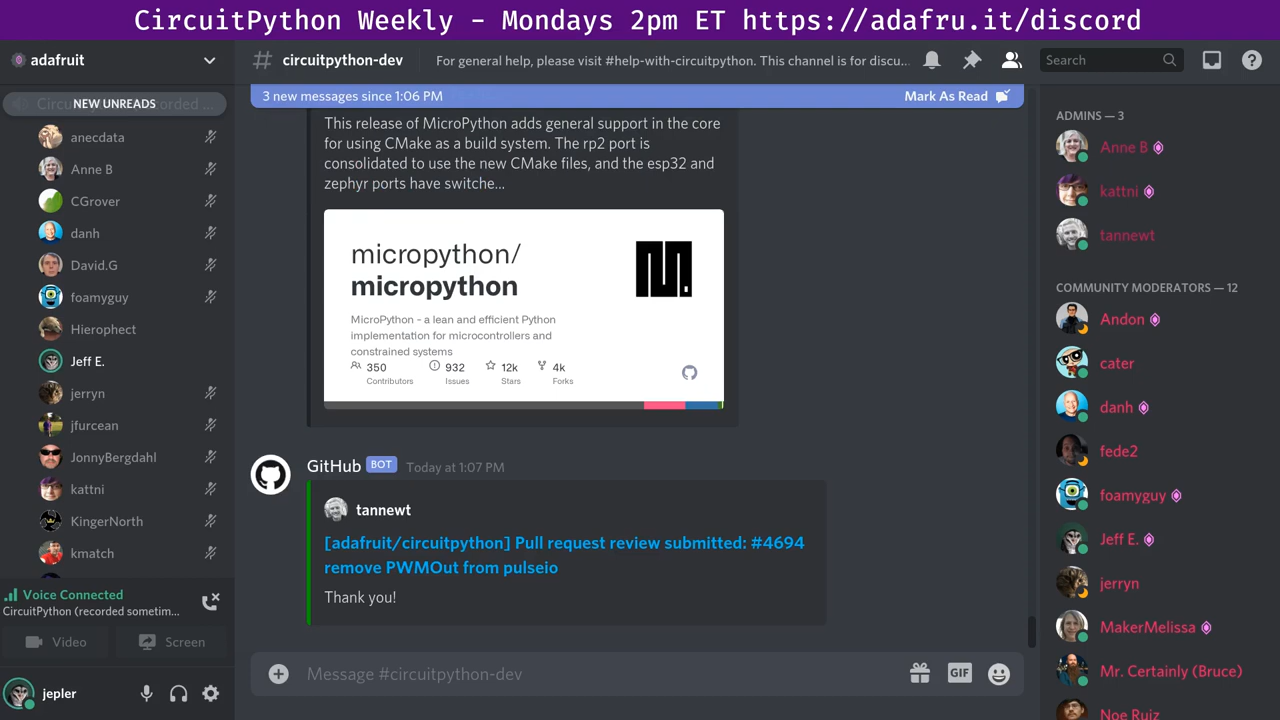 CircuitPython Weekly - Mondays 2pm ET https://adafru.it/discord
adafruit
NEW UNREADS
anecdata
Anne B
CGrover
danh
David.G
foamyguy
Hierophect
Jeff E.
jerryn
jfurcean
JonnyBergdahl
kattni
KingerNorth
kmatch
Voice Connected
CircuitPython (recorded sometim...
Video
Screen
jepler
circuitpython-dev
For general help, please visit #help-with-circuitpython. This channel is for discu...
Search
3 new messages since 1:06 PM
Mark As Read
This release of MicroPython adds general support in the core
for using CMake as a build system. The rp2 port is
consolidated to use the new CMake files, and the esp32 and
zephyr ports have switche...
micropython/
micropython
MicroPython - a lean and efficient Python
implementation for microcontrollers and
constrained systems
350
Contributors
932
Issues
12k
Stars
4k
Forks
GitHub BOT Today at 1:07 PM
tannewt
[adafruit/circuitpython] Pull request review submitted: #4694
remove PWMOut from pulseio
Thank you!
Message #circuitpython-dev
GIF
ADMINS — 3
Anne B
kattni
tannewt
COMMUNITY MODERATORS — 12
Andon
cater
danh
fede2
foamyguy
Jeff E.
jerryn
MakerMelissa
Mr. Certainly (Bruce)
Noe Ruiz